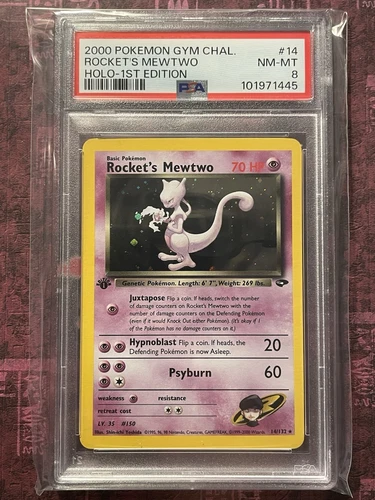 2000 POKEMON GYM CHAL. #14
ROCKET'S MEWTWO NM-MT
HOLO-1ST EDITION 8
PSA 101971445
Basic Pokémon
Rocket's Mewtwo 70 HP
Genetic Pokémon. Length: 6' 7", Weight: 269 lbs.
Juxtapose Flip a coin. If heads, switch the number
of damage counters on Rocket's Mewtwo with the
number of damage counters on the Defending Pokémon
(even if it would Knock Out either Pokémon). (It's okay if 1
of the Pokémon has no damage counters on it.)
Hypnoblast Flip a coin. If heads, the 20
Defending Pokémon is now Asleep.
Psyburn 60
weakness resistance
retreat cost
LV. 35 #150
Illus. Shin-ichi Yoshida
14/132